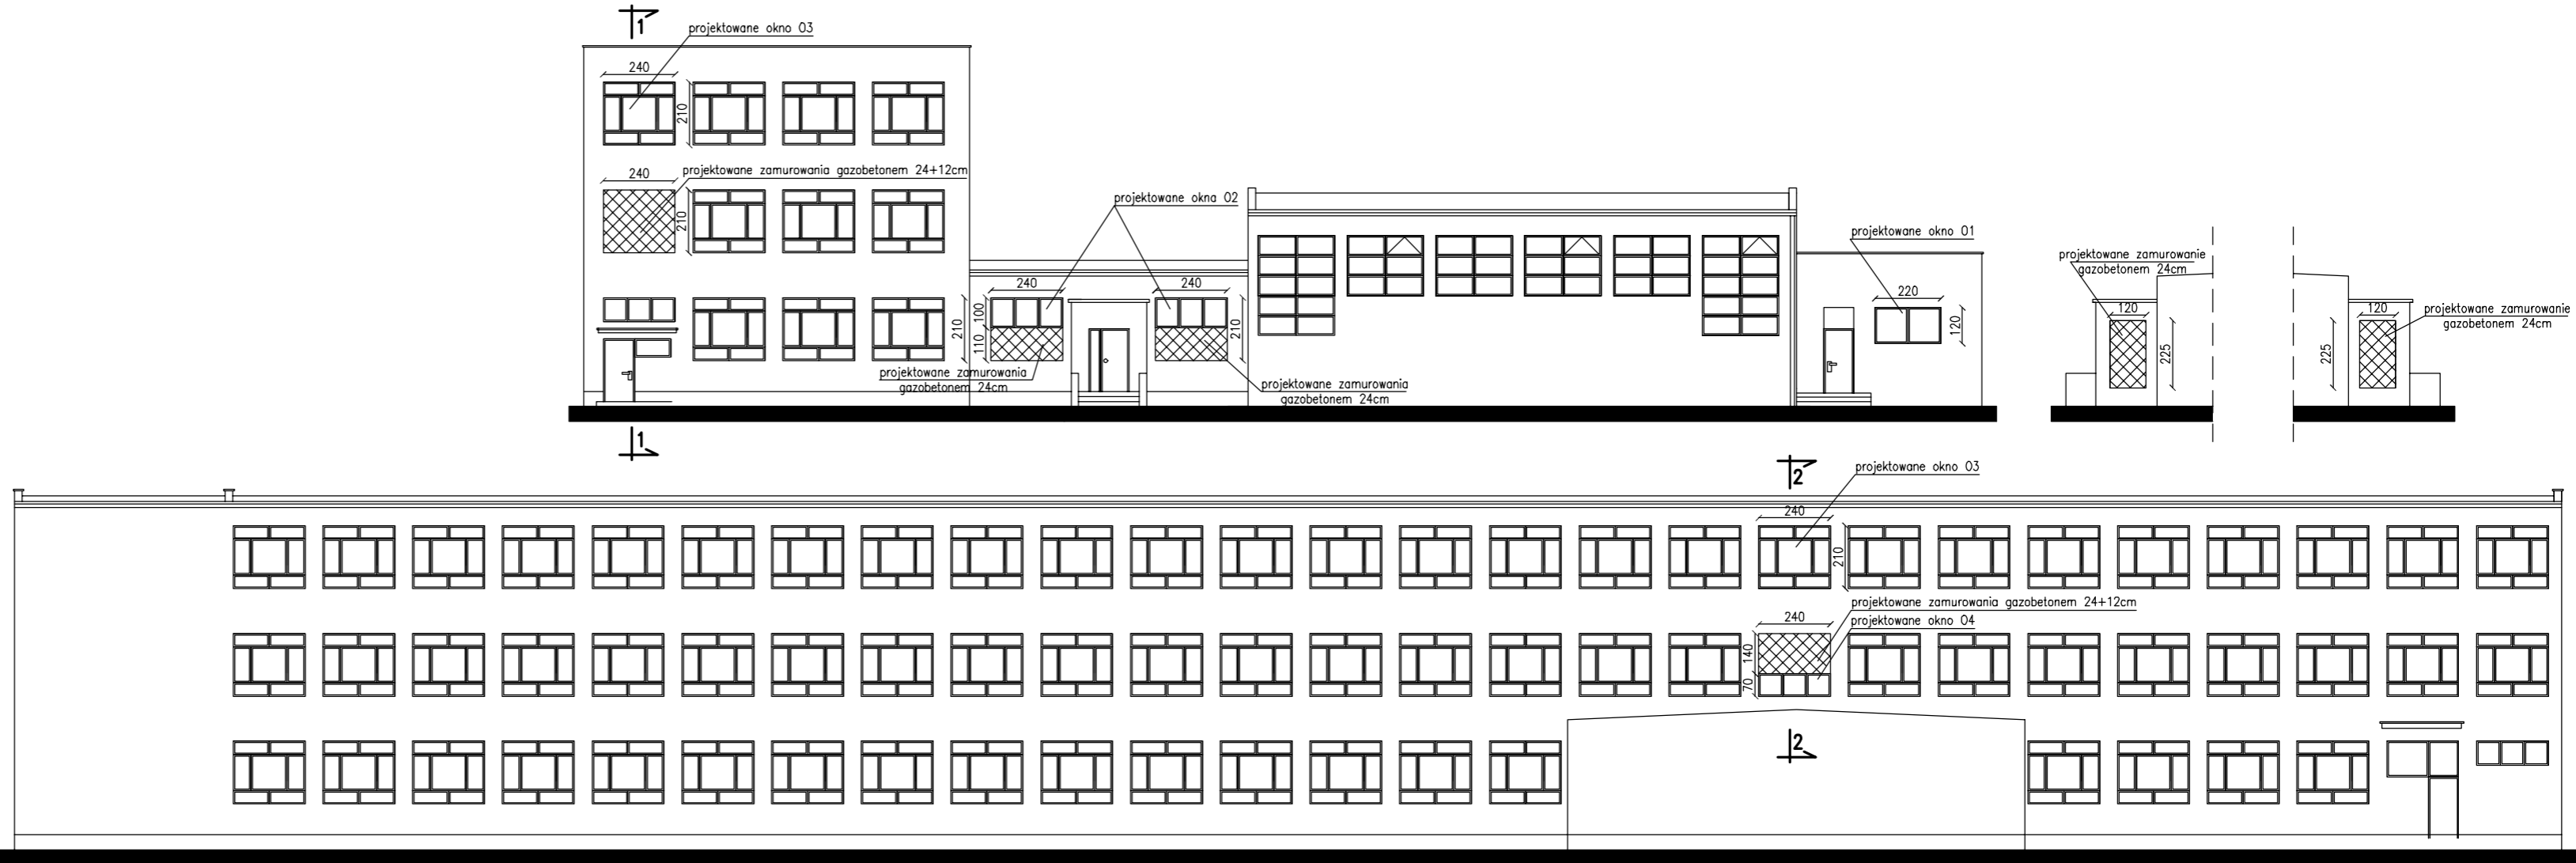 1
projektowane okno 03
240
210
240
projektowane zamurowania gazobetonem 24+12cm
210
projektowane okna 02
240
240
210
100
110
210
projektowane zamurowania
gazobetonem 24cm
projektowane zamurowania
gazobetonem 24cm
projektowane okno 01
220
120
projektowane zamurowanie
gazobetonem 24cm
120
225
120
225
projektowane zamurowanie
gazobetonem 24cm
1
2
projektowane okno 03
240
210
projektowane zamurowania gazobetonem 24+12cm
projektowane okno 04
240
140
70
2